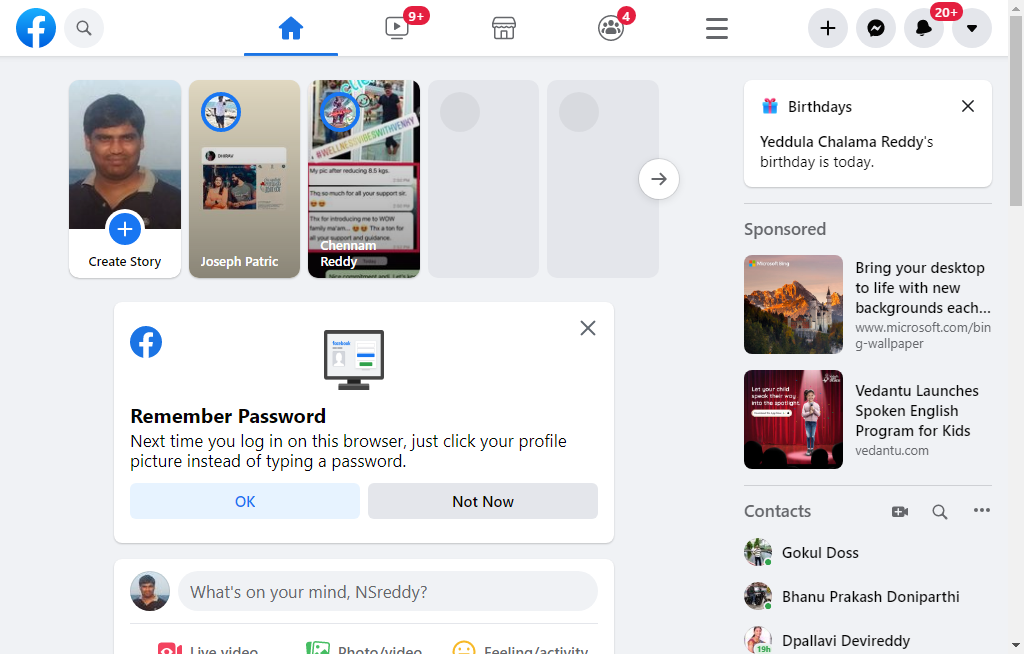 9+
4
20+
Create Story
Joseph Patric
#WELLNESSVIBESWITHVENKY
My pic after reducing 8.5 kgs.
Tho so much for all your support sir.
The for introducing me to WOW
family ma'am... Tho a ton for
all your support and guidance.
Chennam
Reddy
Birthdays
Yeddula Chalama Reddy's
birthday is today.
Sponsored
Microsoft Bing
Bring your desktop
to life with new
backgrounds each...
www.microsoft.com/bin
g-wallpaper
Let your child
speak their way
into the spotlight.
Vedantu Launches
Spoken English
Program for Kids
vedantu.com
facebook
Remember Password
Next time you log in on this browser, just click your profile
picture instead of typing a password.
OK
Not Now
Contacts
Gokul Doss
Bhanu Prakash Doniparthi
19h
Dpallavi Devireddy
What's on your mind, NSreddy?
Live video
Photo/video
Feeling/activity